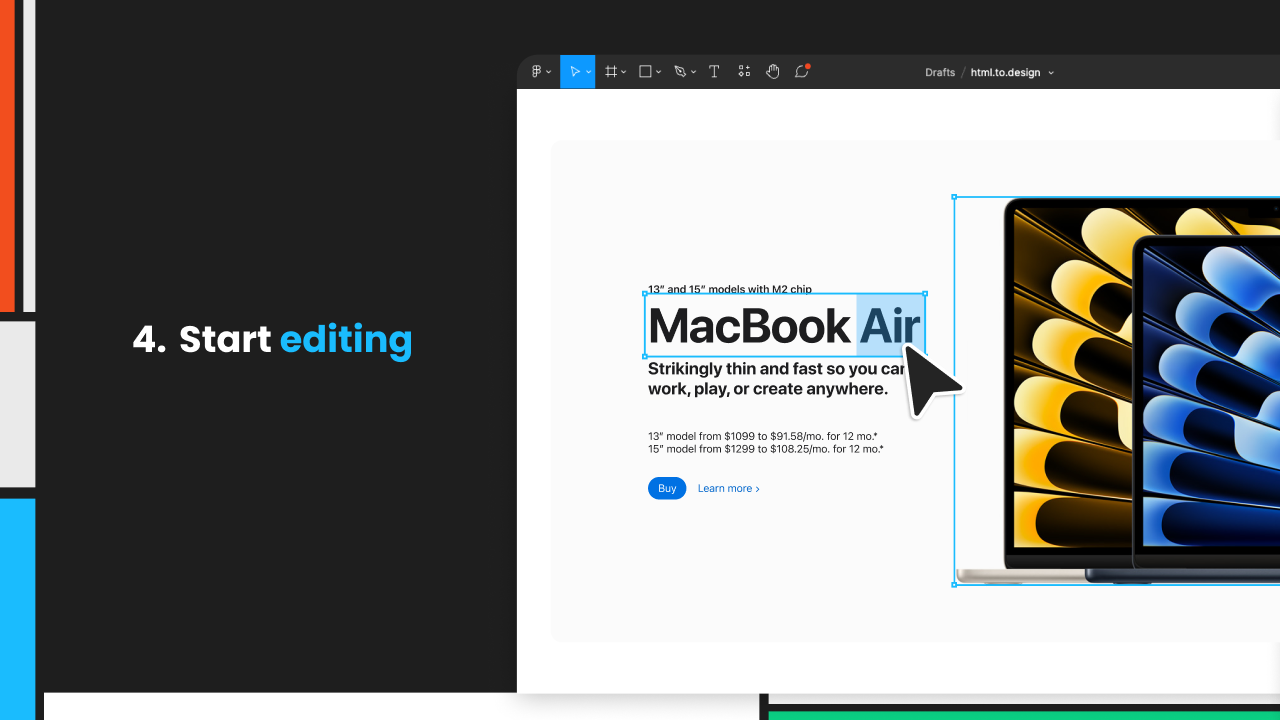 Drafts / html.to.design
4. Start editing
13” and 15” models with M2 chip
MacBook Air
Strikingly thin and fast so you can
work, play, or create anywhere.
13” model from $1099 to $91.58/mo. for 12 mo.*
15” model from $1299 to $108.25/mo. for 12 mo.*
Buy Learn more >